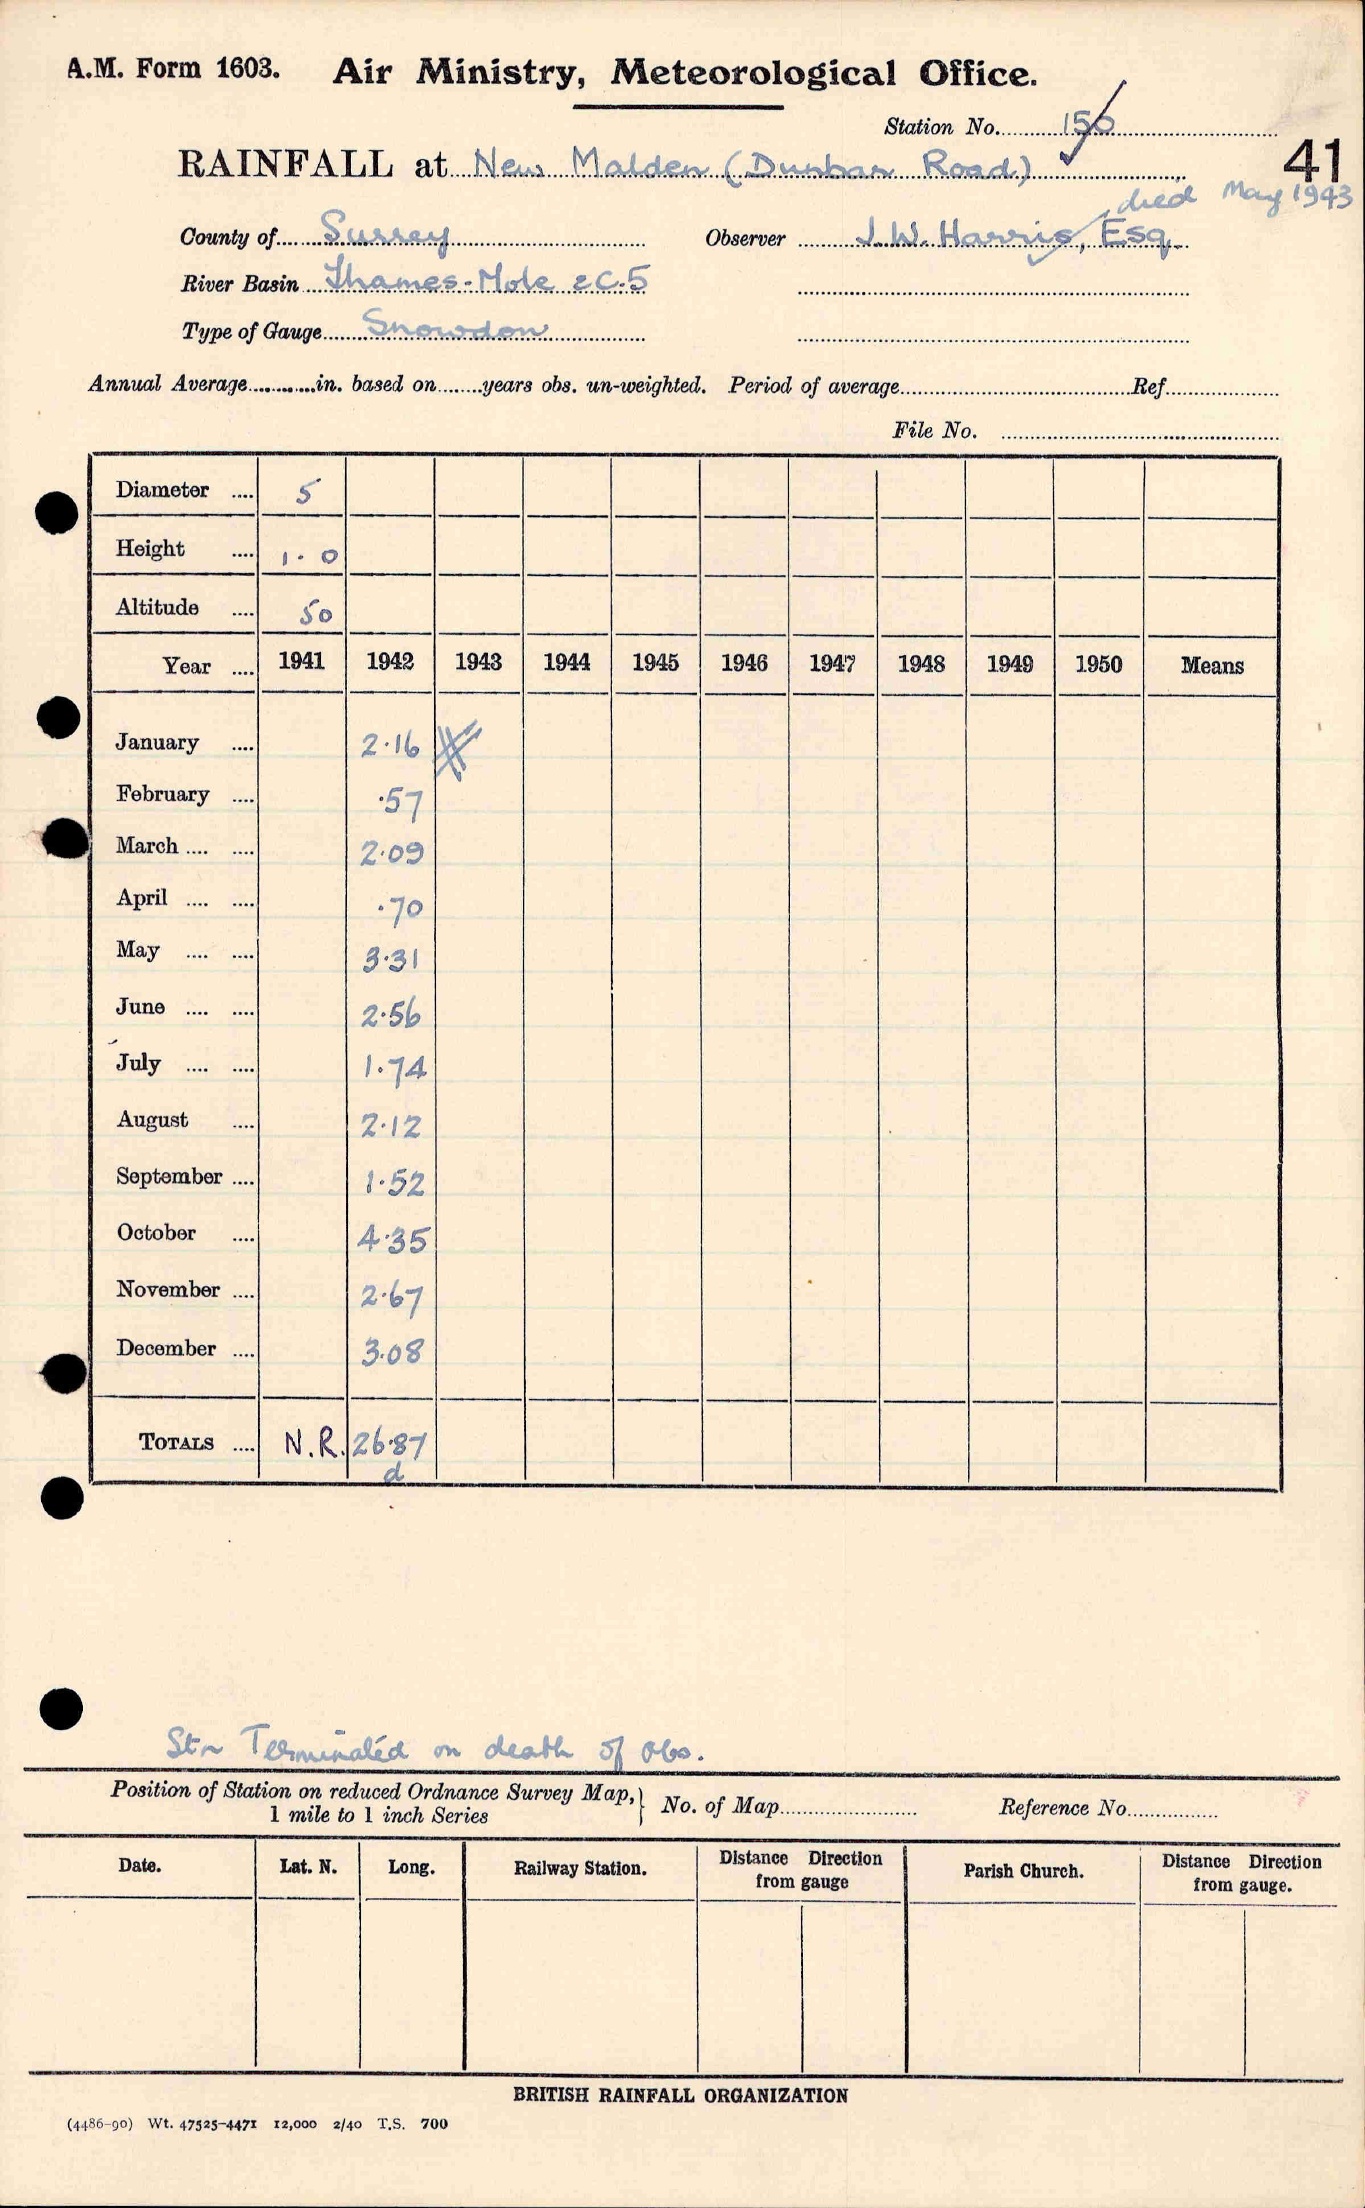 A.M. Form 1603. Air Ministry, Meteorological Office.
Station No. 150
41
RAINFALL at New Malden (Dunbar Road)
died May 1943
County of Surrey Observer J.W. Harris, Esq.
River Basin Thames-Mole 2C.5
Type of Gauge Snowdon
Annual Average............in. based on.......years obs. un-weighted. Period of average............Ref............
File No. ............
Diameter .... 5
Height .... 1.0
Altitude .... 50
Year .... 1941 1942 1943 1944 1945 1946 1947 1948 1949 1950 Means
January .... 2.16
February .... .57
March .... .... 2.09
April .... .... .70
May .... .... 3.31
June .... .... 2.56
July .... .... 1.74
August .... 2.12
September .... 1.52
October .... 4.35
November .... 2.67
December .... 3.08
TOTALS .... N.R. 26.87
d
Stn Terminated on death of obs.
Position of Station on reduced Ordnance Survey Map,} No. of Map............ Reference No............
1 mile to 1 inch Series
Date. Lat. N. Long. Railway Station. Distance Direction from gauge Parish Church. Distance Direction from gauge.
BRITISH RAINFALL ORGANIZATION
(4486-90) Wt. 47525-4471 12,000 2/40 T.S. 700